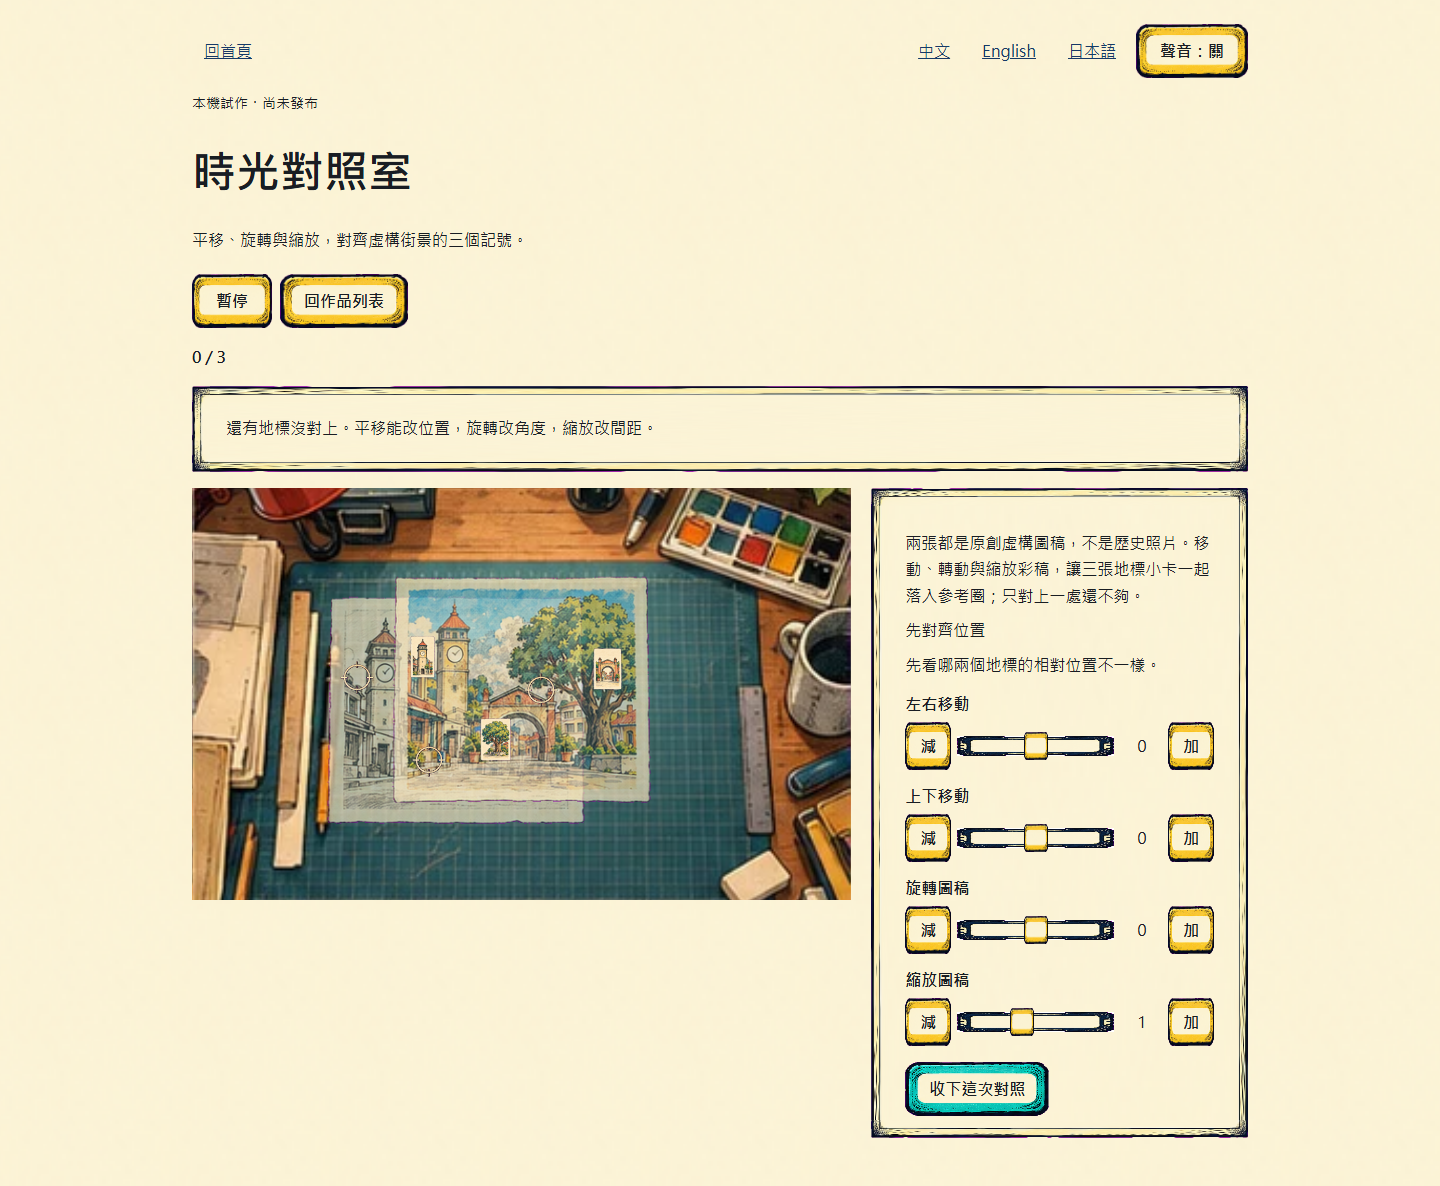 回首頁
中文
English
日本語
聲音：關
本機試作・尚未發布
時光對照室
平移、旋轉與縮放，對齊虛構街景的三個記號。
暫停
回作品列表
0 / 3
還有地標沒對上。平移能改位置，旋轉改角度，縮放改間距。
兩張都是原創虛構圖稿，不是歷史照片。移
動、轉動與縮放彩稿，讓三張地標小卡一起
落入參考圈；只對上一處還不夠。
先對齊位置
先看哪兩個地標的相對位置不一樣。
左右移動
減
0
加
上下移動
減
0
加
旋轉圖稿
減
0
加
縮放圖稿
減
1
加
收下這次對照